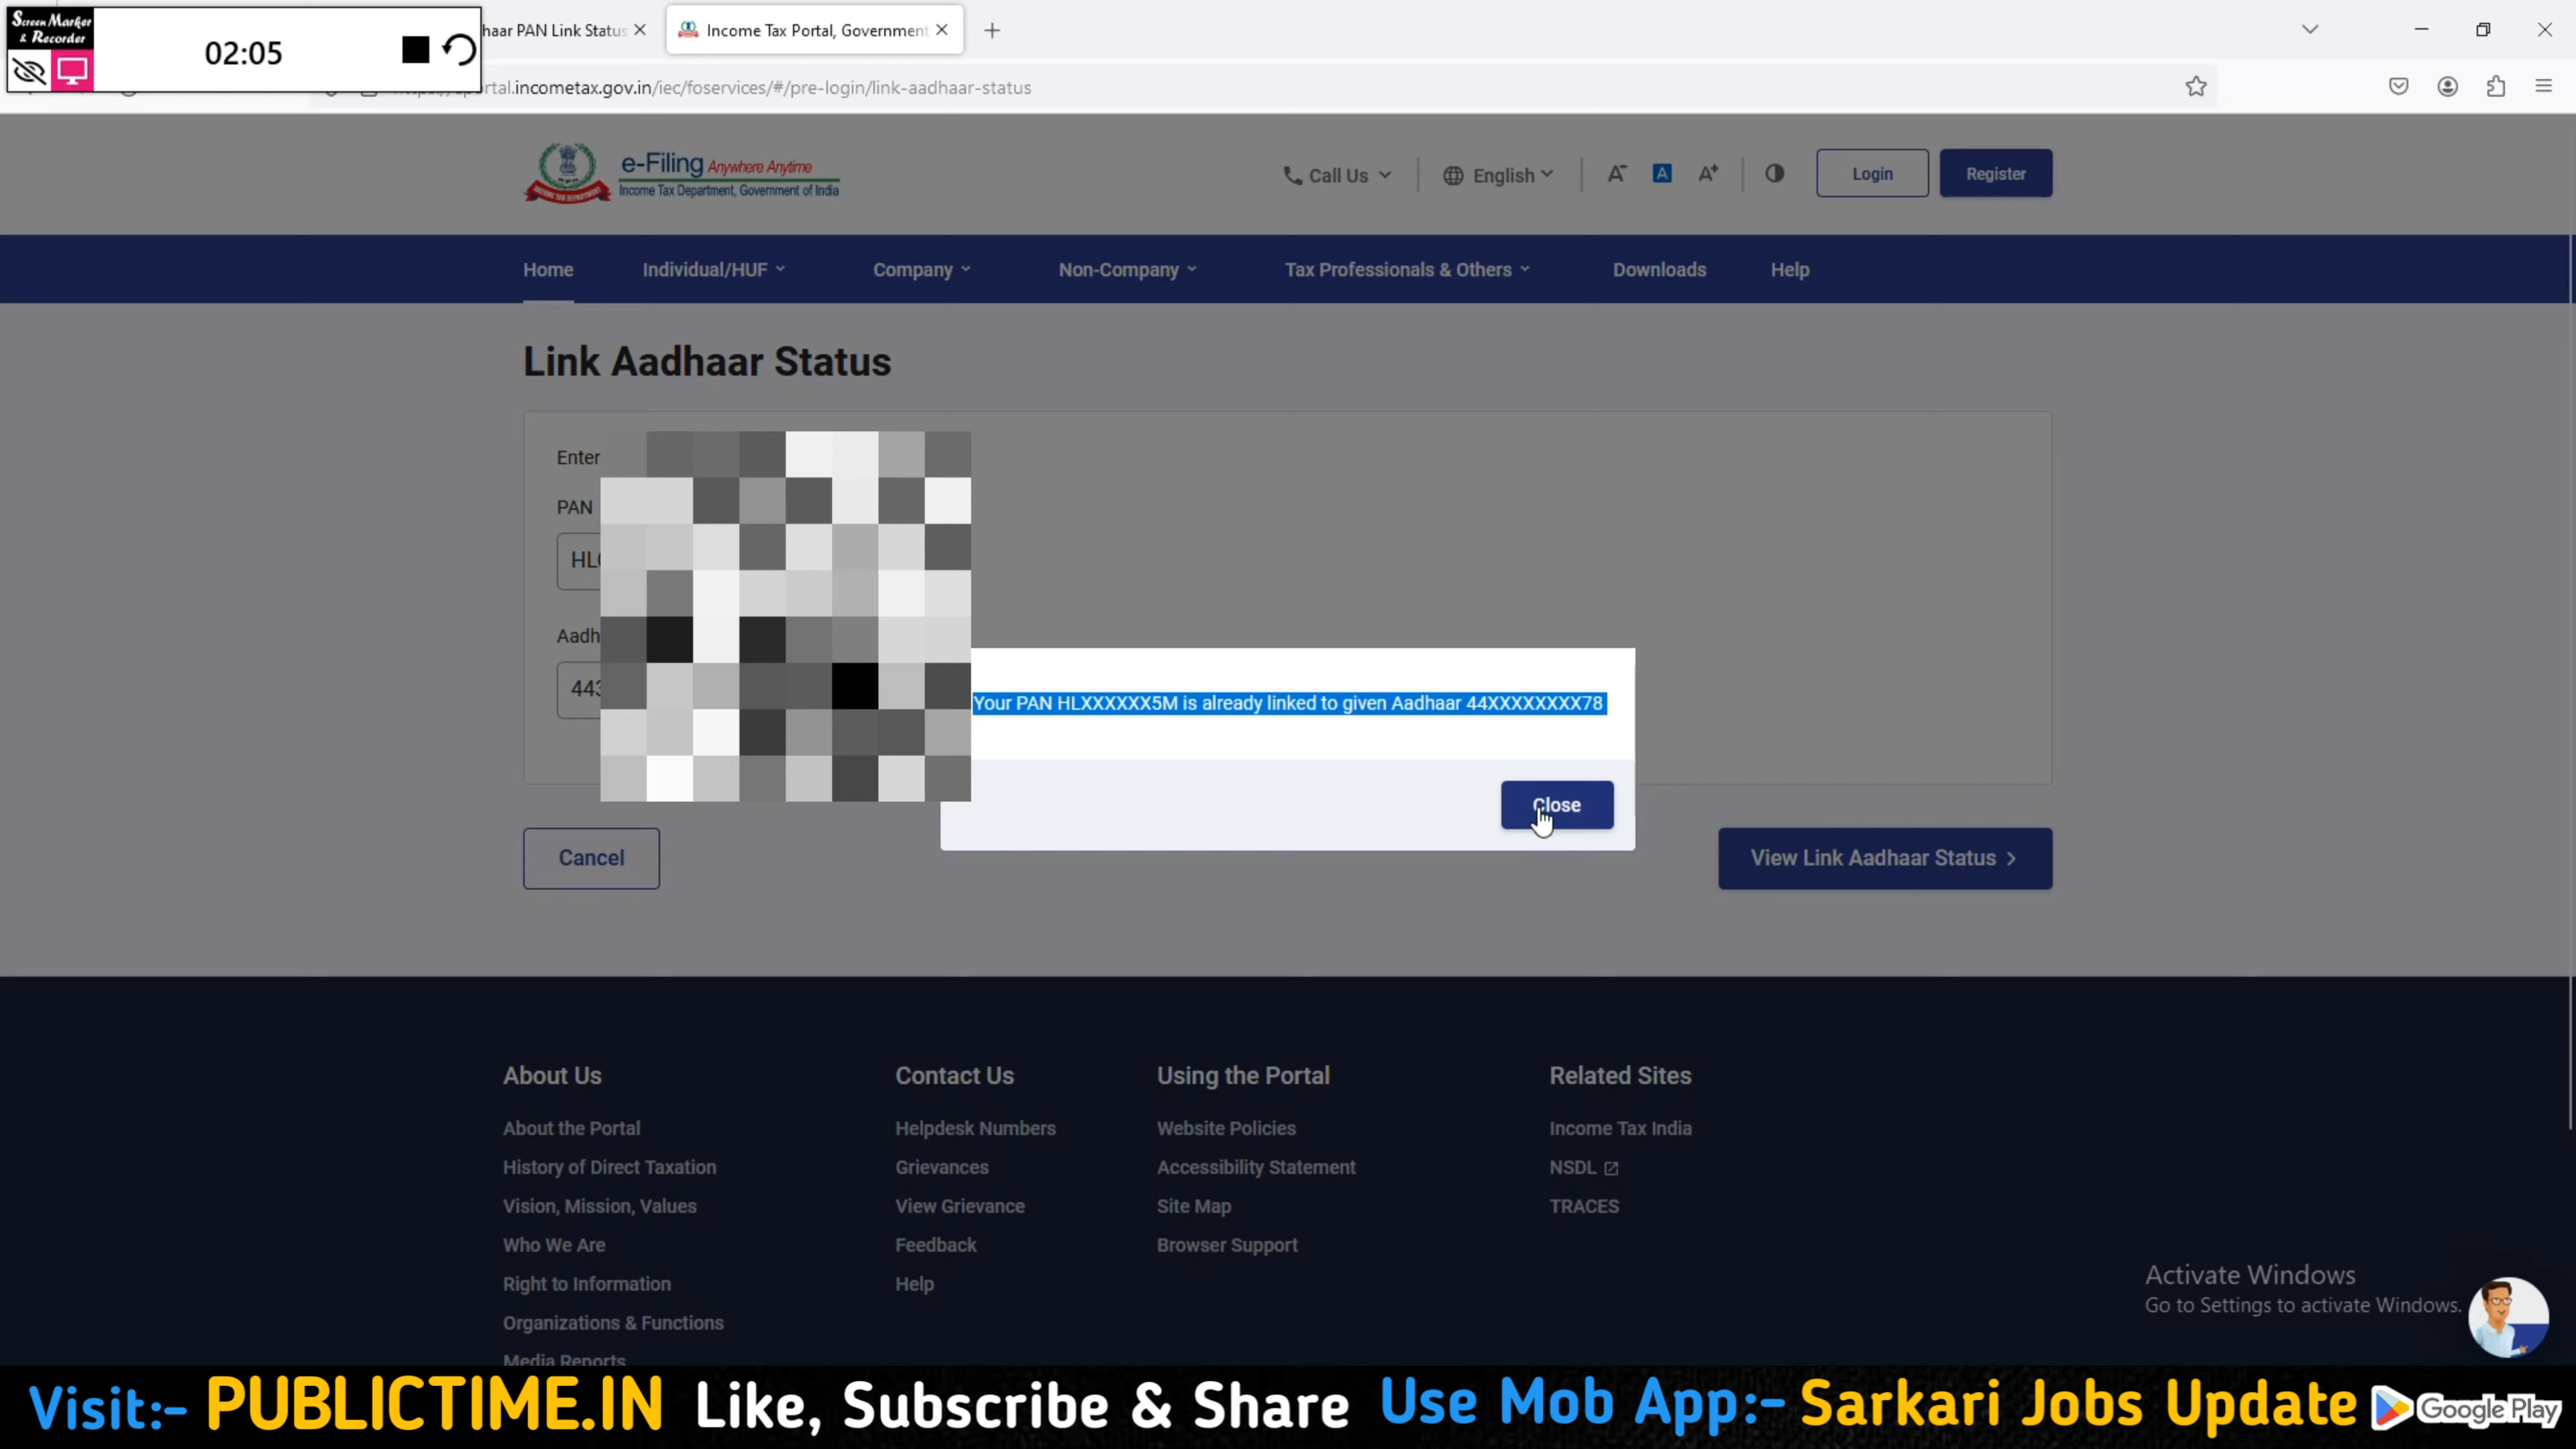 Screen Marker
& Recorder
02:05
haar PAN Link Status
Income Tax Portal, Government
rtal.incometax.gov.in/iec/foservices/#/pre-login/link-aadhaar-status
e-Filing Anywhere Anytime
Income Tax Department, Government of India
Call Us
English
A-
A
A+
Login
Register
Home
Individual/HUF
Company
Non-Company
Tax Professionals & Others
Downloads
Help
Link Aadhaar Status
Enter
PAN
HL
Aadh
443
Your PAN HLXXXXXX5M is already linked to given Aadhaar 44XXXXXXXX78
Close
Cancel
View Link Aadhaar Status
About Us
About the Portal
History of Direct Taxation
Vision, Mission, Values
Who We Are
Right to Information
Organizations & Functions
Media Reports
Contact Us
Helpdesk Numbers
Grievances
View Grievance
Feedback
Help
Using the Portal
Website Policies
Accessibility Statement
Site Map
Browser Support
Related Sites
Income Tax India
NSDL
TRACES
Activate Windows
Go to Settings to activate Windows.
Visit:- PUBLICTIME.IN Like, Subscribe & Share Use Mob App:- Sarkari Jobs Update Google Play